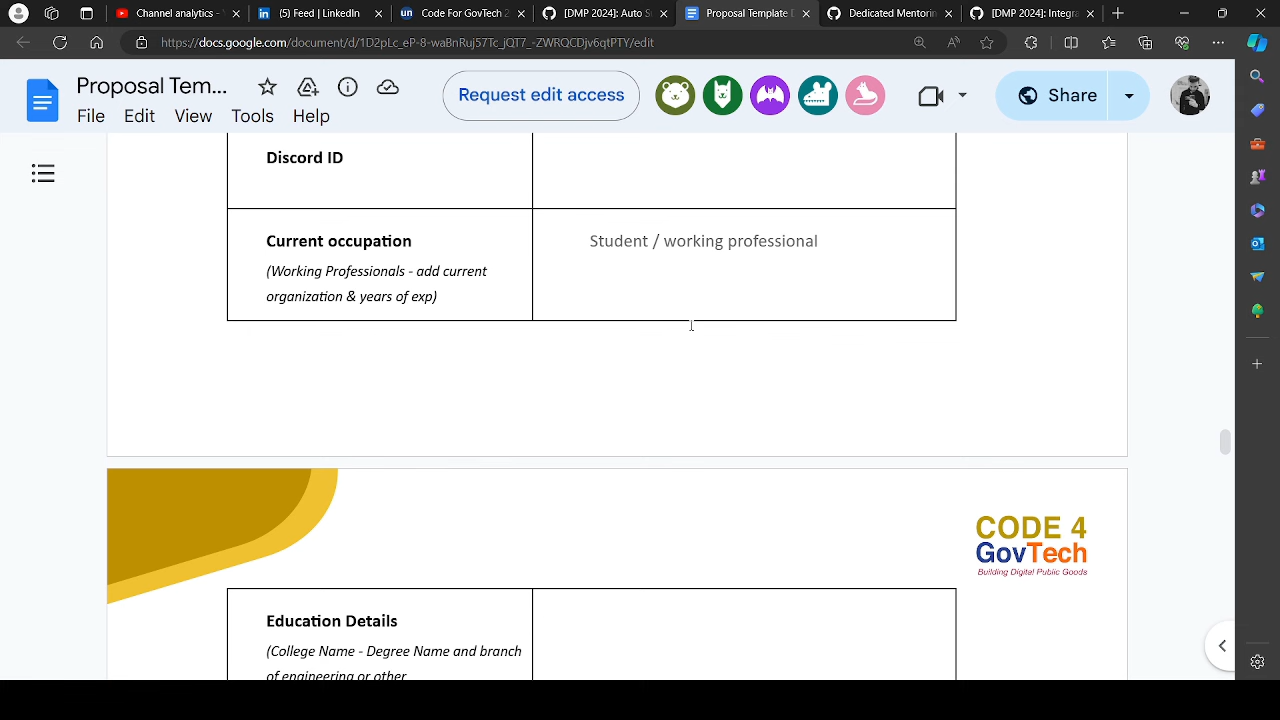 Channel analytics -
(5) Feed | LinkedIn
Code For GovTech 2
[DMP 2024]: Auto S
Proposal Template
Dedicated Mentorin
[DMP 2024]: Integra
https://docs.google.com/document/d/1D2pLc_eP-8-waBnRuj57Tc_jQT7_-ZWRQCDjv6qtPTY/edit
Proposal Tem...
File Edit View Tools Help
Request edit access
Share
Discord ID
Current occupation
Student / working professional
(Working Professionals - add current
organization & years of exp)
CODE 4
GovTech
Building Digital Public Goods
Education Details
(College Name - Degree Name and branch
of engineering or other